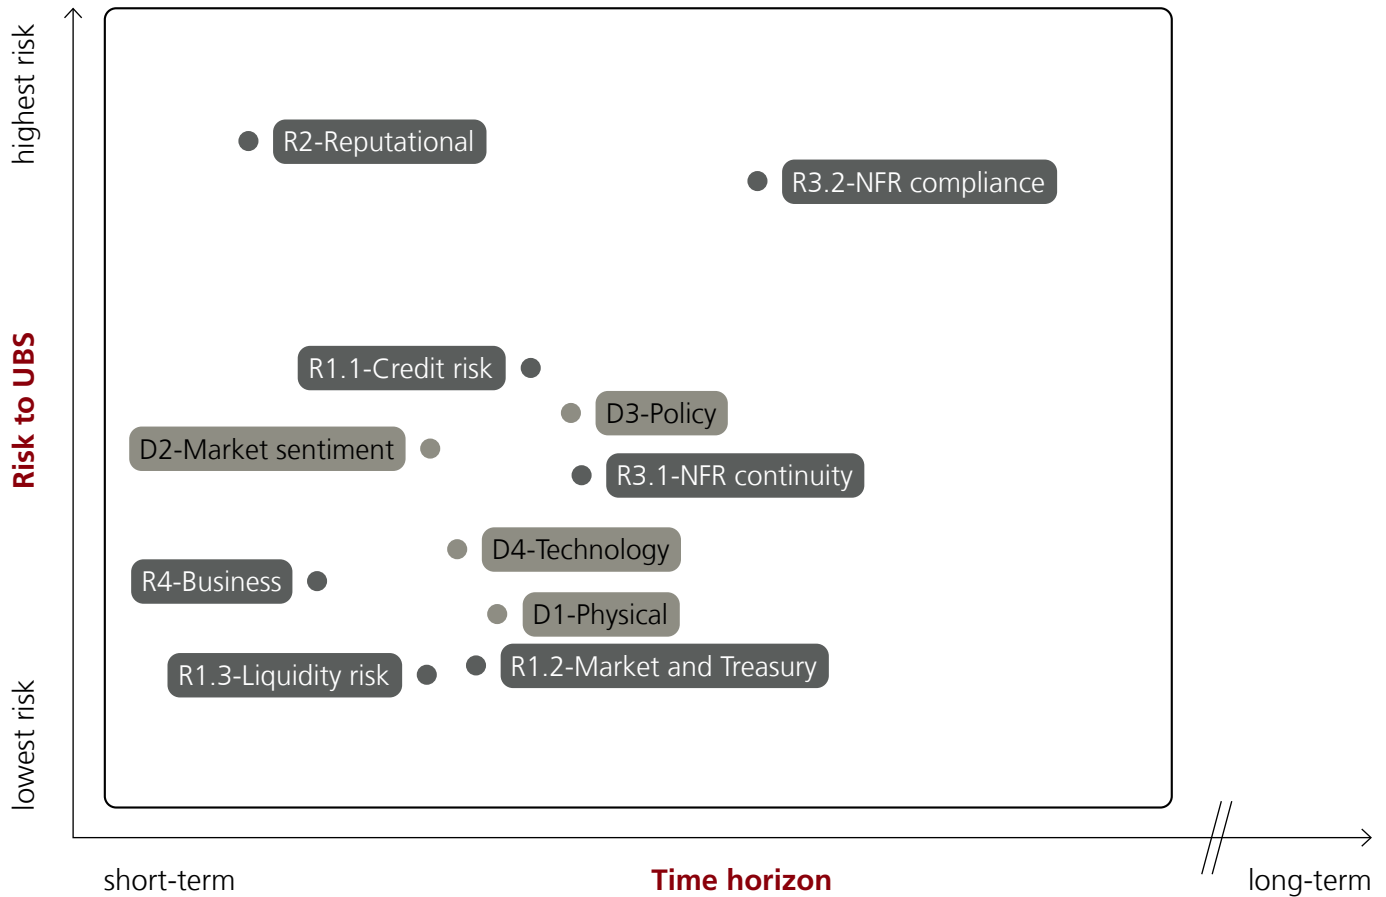 highest risk
R2-Reputational
R3.2-NFR compliance
Risk to UBS
R1.1-Credit risk
D3-Policy
D2-Market sentiment
R3.1-NFR continuity
D4-Technology
R4-Business
D1-Physical
R1.2-Market and Treasury
R1.3-Liquidity risk
lowest risk
short-term
Time horizon
long-term